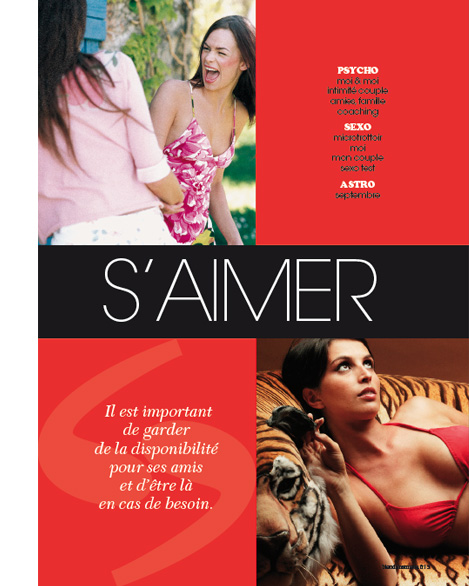 PSYCHO
moi & moi
intimité couple
amies famille
coaching
SEXO
microtrottoir
moi
mon couple
sexo test
ASTRO
septembre
S'AIMER
Il est important
de garder
de la disponibilité
pour ses amis
et d'être là
en cas de besoin.